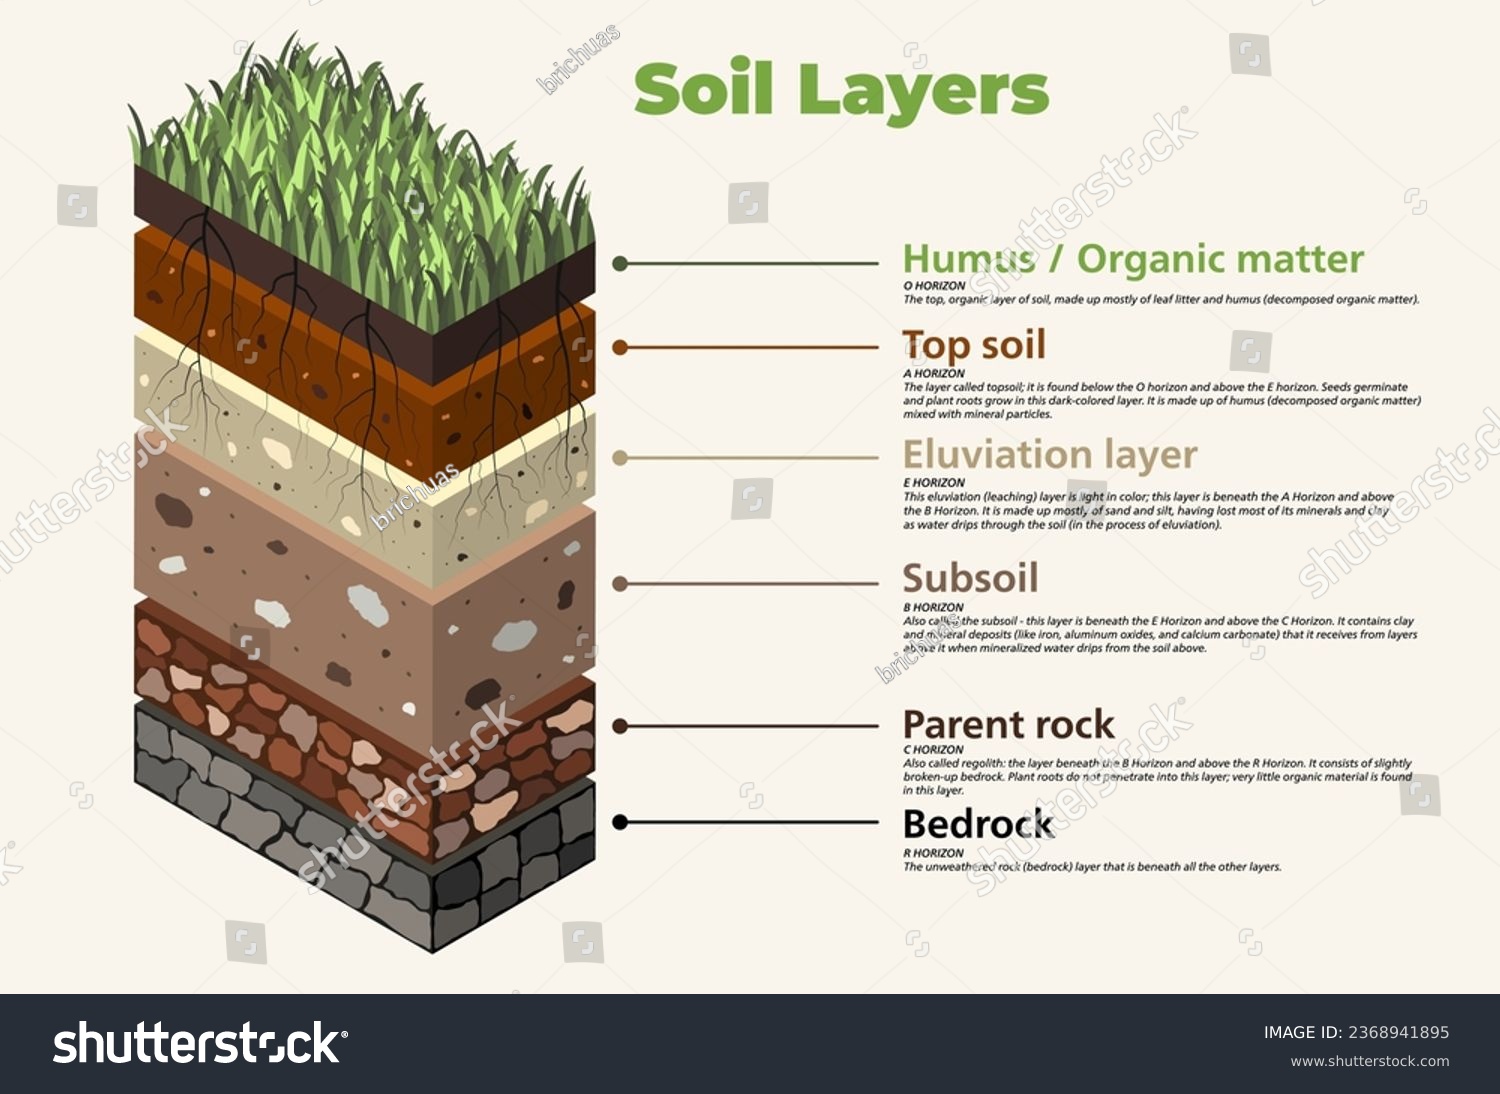 Soil Layers
Humus / Organic matter
O HORIZON
The top, organic layer of soil, made up mostly of leaf litter and humus (decomposed organic matter).
Top soil
A HORIZON
The layer called topsoil; it is found below the O horizon and above the E horizon. Seeds germinate
and plant roots grow in this dark-colored layer. It is made up of humus (decomposed organic matter)
mixed with mineral particles.
Eluviation layer
E HORIZON
This eluviation (leaching) layer is light in color; this layer is beneath the A Horizon and above
the B Horizon. It is made up mostly of sand and silt, having lost most of its minerals and clay
as water drips through the soil (in the process of eluviation).
Subsoil
B HORIZON
Also called the subsoil - this layer is beneath the E Horizon and above the C Horizon. It contains clay
and mineral deposits (like iron, aluminum oxides, and calcium carbonate) that it receives from layers
above it when mineralized water drips from the soil above.
Parent rock
C HORIZON
Also called regolith: the layer beneath the B Horizon and above the R Horizon. It consists of slightly
broken-up bedrock. Plant roots do not penetrate into this layer; very little organic material is found
in this layer.
Bedrock
R HORIZON
The unweathered rock (bedrock) layer that is beneath all the other layers.
brichuas
brichuas
brichuas
shutterstock
shutterstock
shutterstock
shutterstock
shutterstock
shutterstock
IMAGE ID: 2368941895
www.shutterstock.com